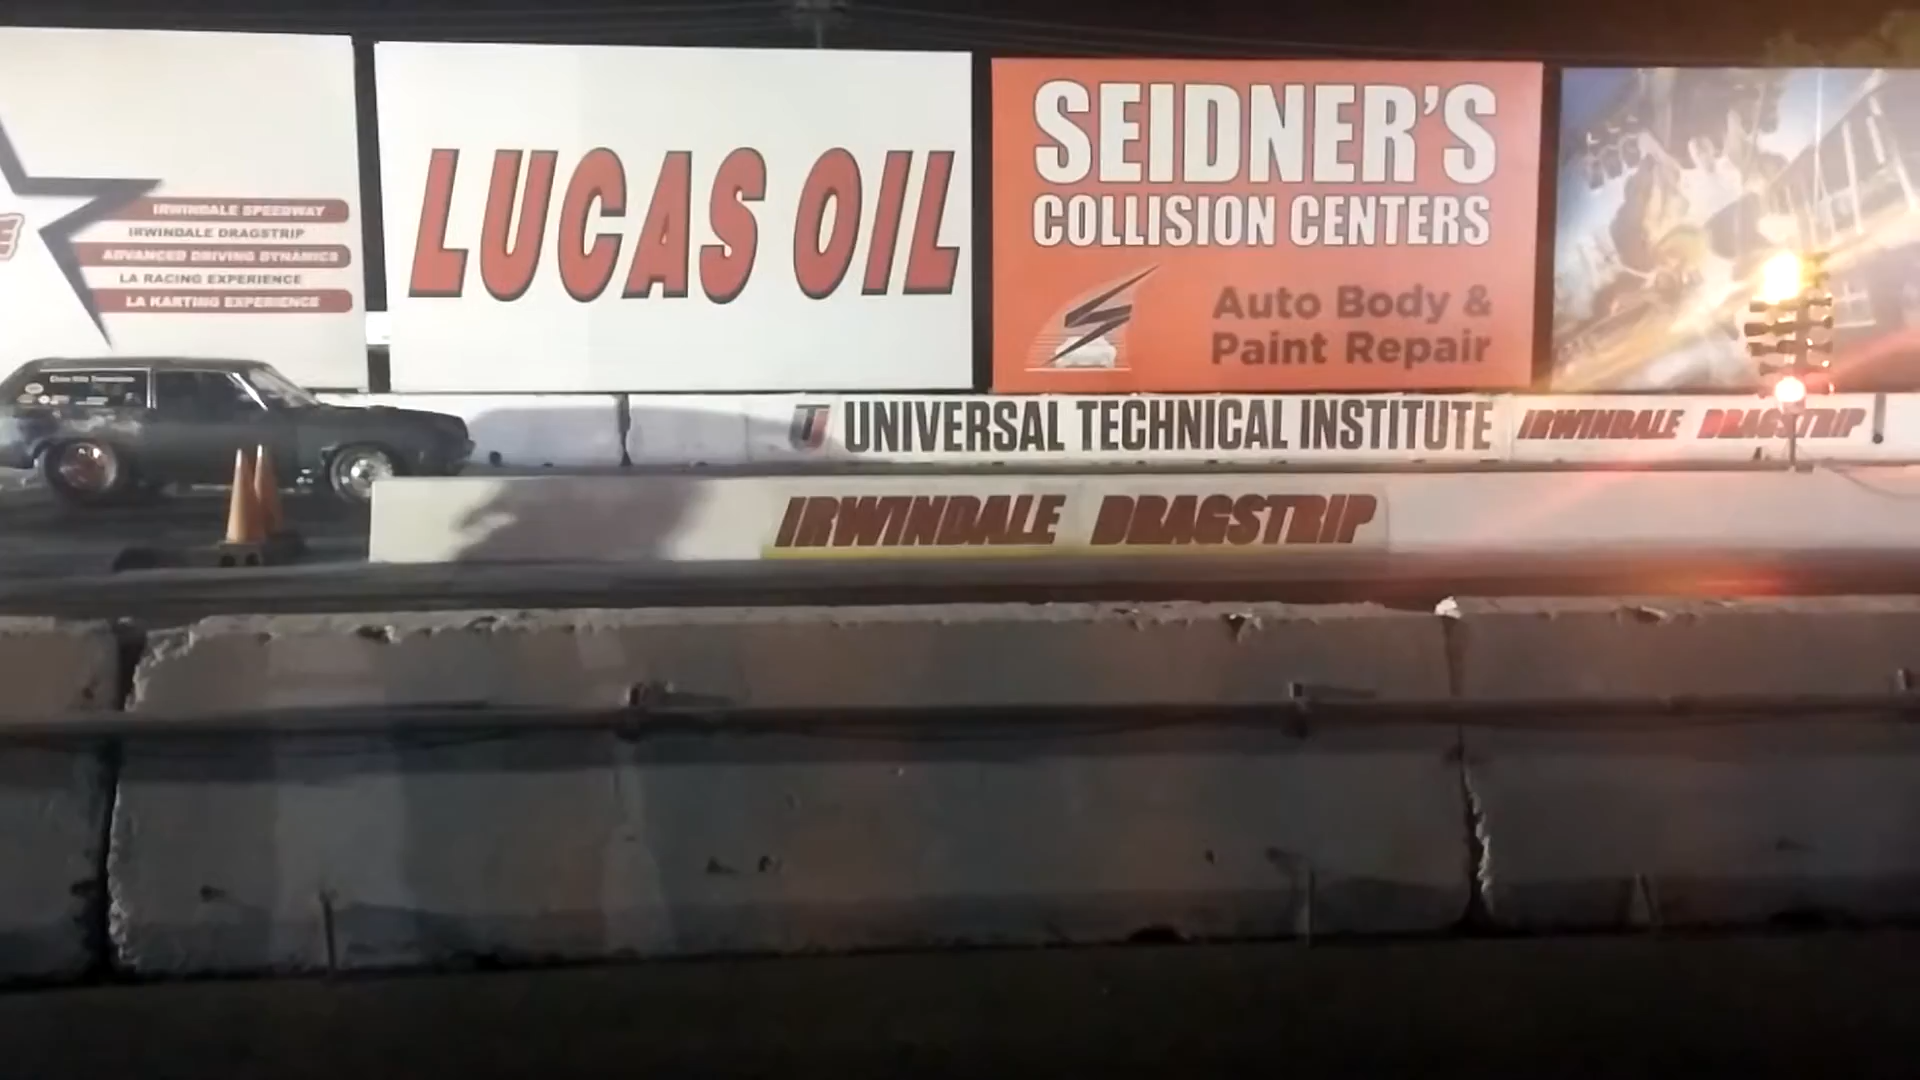 IRWINDALE SPEEDWAY
IRWINDALE DRAGSTRIP
ADVANCED DRIVING DYNAMICS
LA RACING EXPERIENCE
LA KARTING EXPERIENCE
LUCAS OIL
SEIDNER'S
COLLISION CENTERS
Auto Body &
Paint Repair
UNIVERSAL TECHNICAL INSTITUTE
IRWINDALE DRAGSTRIP
IRWINDALE DRAGSTRIP